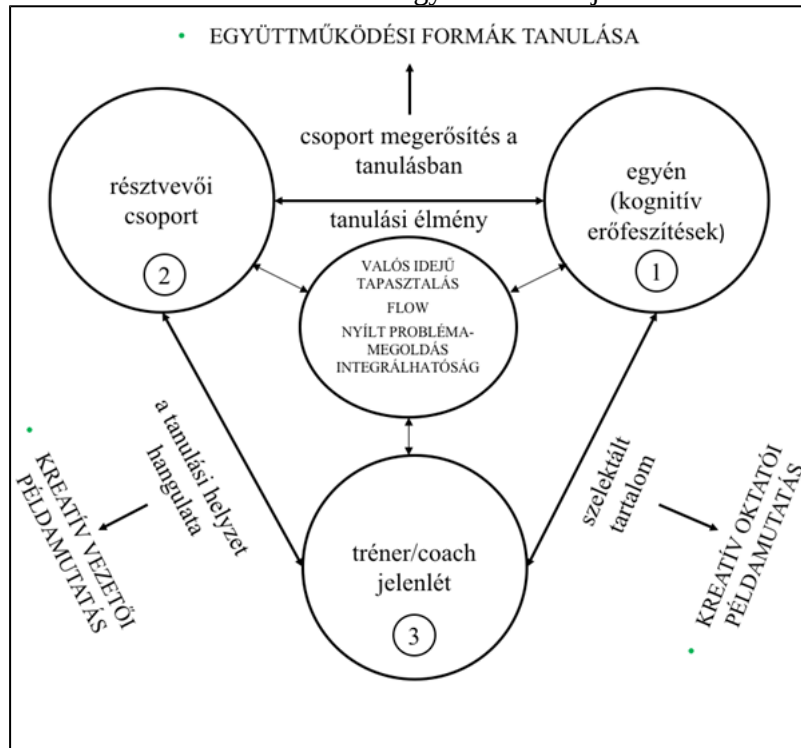 • EGYÜTTMŰKÖDÉSI FORMÁK TANULÁSA
csoport megerősítés a
tanulásban
résztvevői
csoport
2
egyén
(kognitív
erőfeszítések)
1
tanulási élmény
VALÓS IDEJŰ
TAPASZTALÁS
FLOW
NYÍLT PROBLÉMA-
MEGOLDÁS
INTEGRÁLHATÓSÁG
a tanulási helyzet
hangulata
• KREATÍV VEZETŐI
PÉLDAMUTATÁS
szelektált
tartalom
• KREATÍV OKTATÓI
PÉLDAMUTATÁS
tréner/coach
jelenlét
3